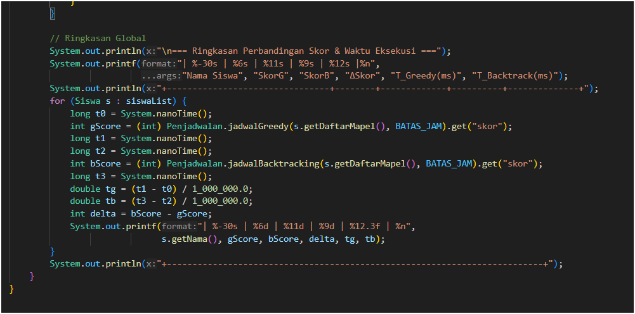 }
}
// Ringkasan Global
System.out.println(x:"\n=== Ringkasan Perbandingan Skor & Waktu Eksekusi ===");
System.out.printf(format:"| %-30s | %6s | %11s | %9s | %12s |%n",
...args:"Nama Siswa", "SkorG", "SkorB", "ΔSkor", "T_Greedy(ms)", "T_Backtrack(ms)");
System.out.println(x:"+--------------------------------+--------+-------------+-----------+--------------+");
for (Siswa s : siswaList) {
long t0 = System.nanoTime();
int gScore = (int) Penjadwalan.jadwalGreedy(s.getDaftarMapel(), BATAS_JAM).get("skor");
long t1 = System.nanoTime();
long t2 = System.nanoTime();
int bScore = (int) Penjadwalan.jadwalBacktracking(s.getDaftarMapel(), BATAS_JAM).get("skor");
long t3 = System.nanoTime();
double tg = (t1 - t0) / 1_000_000.0;
double tb = (t3 - t2) / 1_000_000.0;
int delta = bScore - gScore;
System.out.printf(format:"| %-30s | %6d | %11d | %9d | %12.3f | %n",
s.getNama(), gScore, bScore, delta, tg, tb);
}
System.out.println(x:"+-------------------------------------------------------------------------+");
}
}